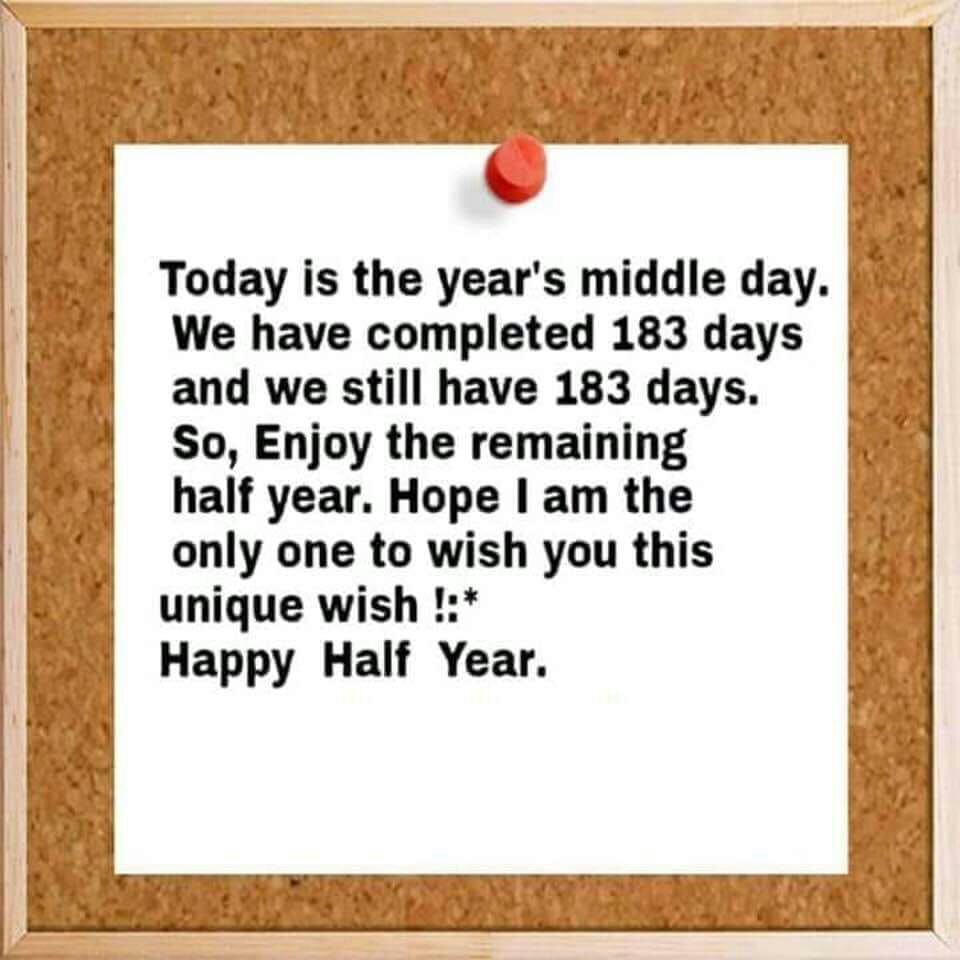 Today is the year's middle day.
We have completed 183 days
and we still have 183 days.
So, Enjoy the remaining
half year. Hope I am the
only one to wish you this
unique wish !:*
Happy Half Year.